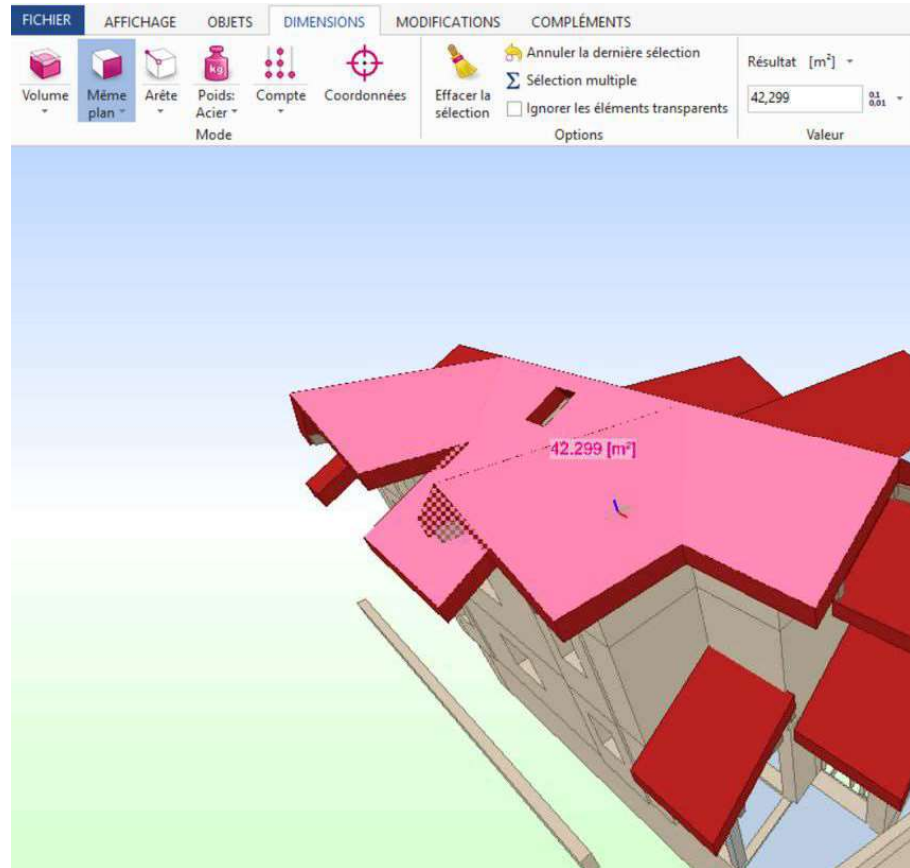 FICHIER AFFICHAGE OBJETS DIMENSIONS MODIFICATIONS COMPLÉMENTS
Volume
Même
plan
Arête
Poids:
Acier
Compte
Coordonnées
Mode
Effacer la
sélection
Annuler la dernière sélection
Σ Sélection multiple
Ignorer les éléments transparents
Options
Résultat [m²]
42,299
0,1
0,01
Valeur
kg
42.299 [m²]